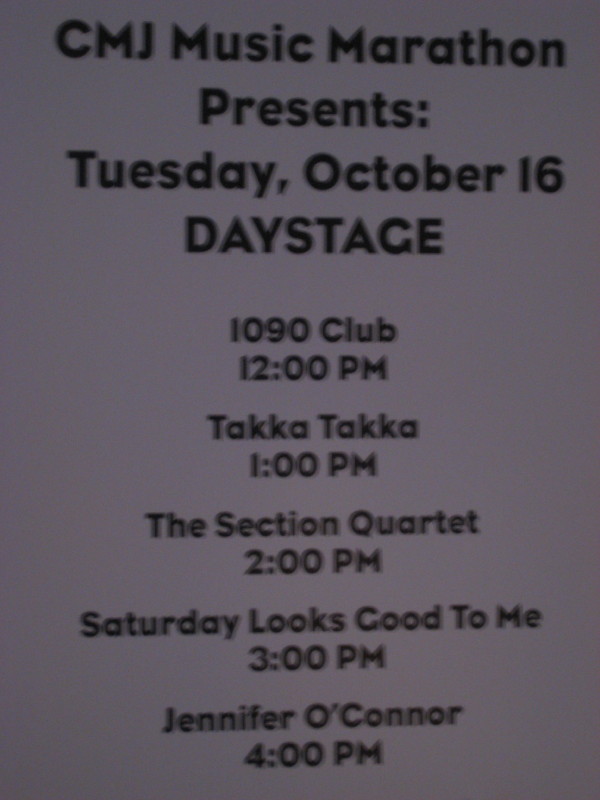 CMJ Music Marathon
Presents:
Tuesday, October 16
DAYSTAGE
1090 Club
12:00 PM
Takka Takka
1:00 PM
The Section Quartet
2:00 PM
Saturday Looks Good To Me
3:00 PM
Jennifer O'Connor
4:00 PM